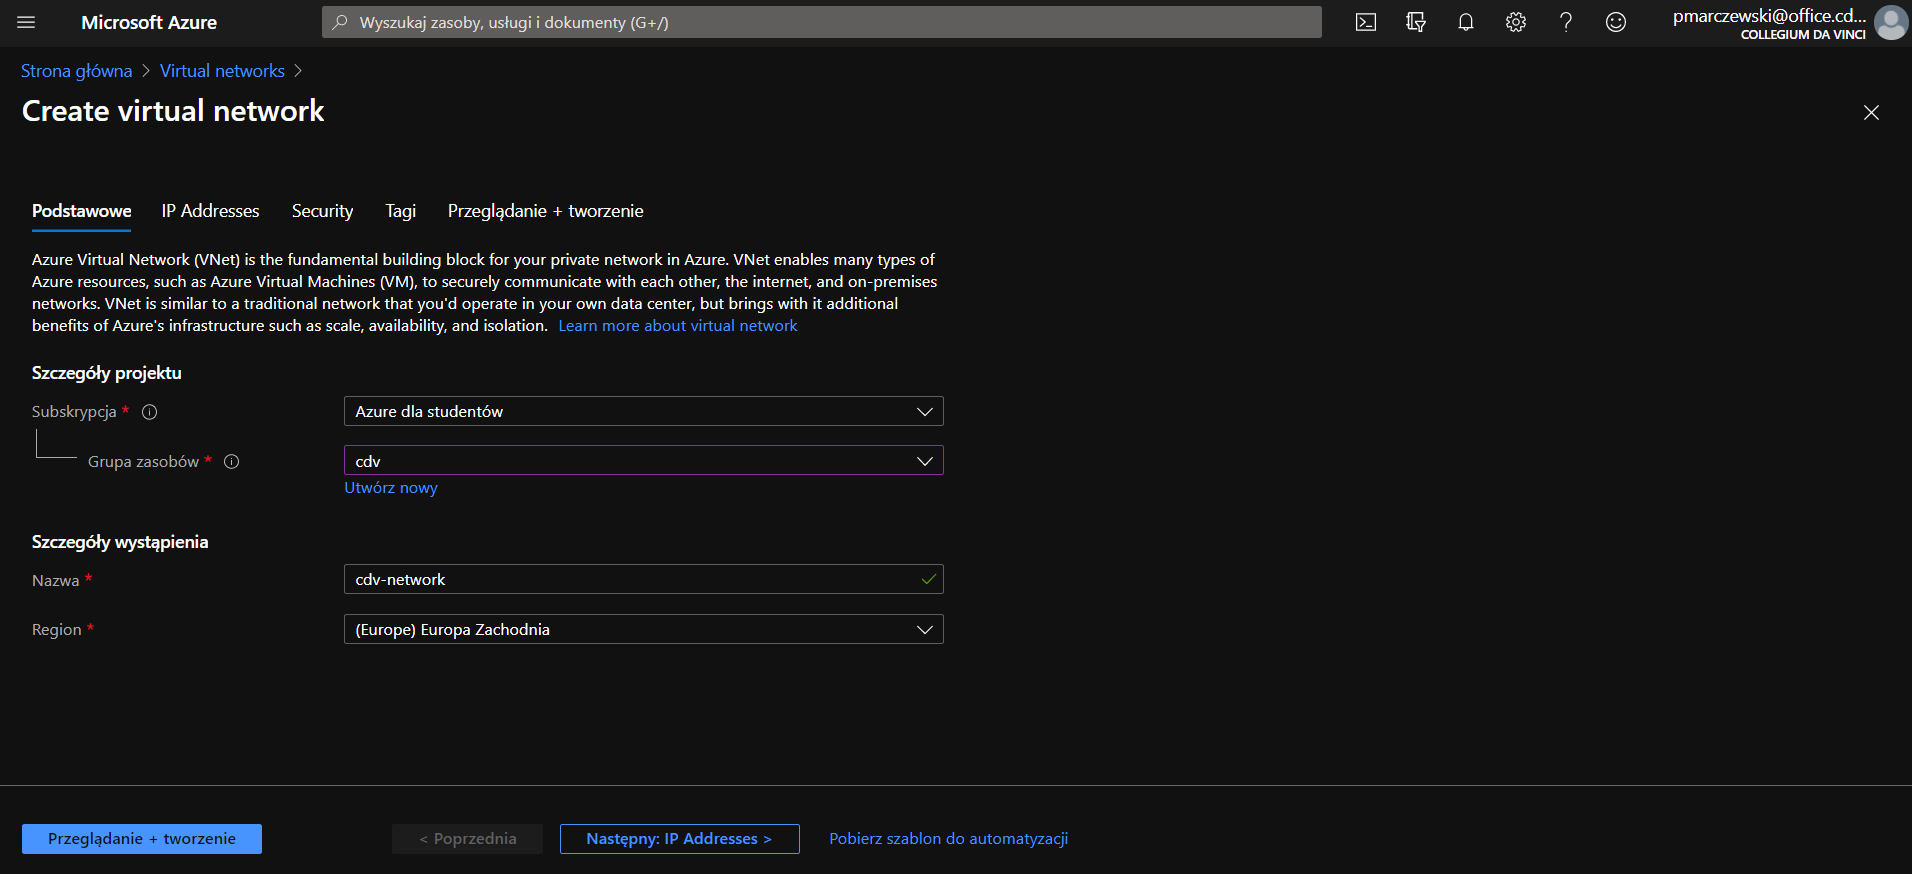 Microsoft Azure
Wyszukaj zasoby, usługi i dokumenty (G+/)
pmarczewski@office.cd...
COLLEGIUM DA VINCI
Strona główna > Virtual networks >
Create virtual network
Podstawowe IP Addresses Security Tagi Przeglądanie + tworzenie
Azure Virtual Network (VNet) is the fundamental building block for your private network in Azure. VNet enables many types of
Azure resources, such as Azure Virtual Machines (VM), to securely communicate with each other, the internet, and on-premises
networks. VNet is similar to a traditional network that you'd operate in your own data center, but brings with it additional
benefits of Azure's infrastructure such as scale, availability, and isolation. Learn more about virtual network
Szczegóły projektu
Subskrypcja * Azure dla studentów
Grupa zasobów * cdv
Utwórz nowy
Szczegóły wystąpienia
Nazwa * cdv-network
Region * (Europe) Europa Zachodnia
Przeglądanie + tworzenie < Poprzednia Następny: IP Addresses > Pobierz szablon do automatyzacji